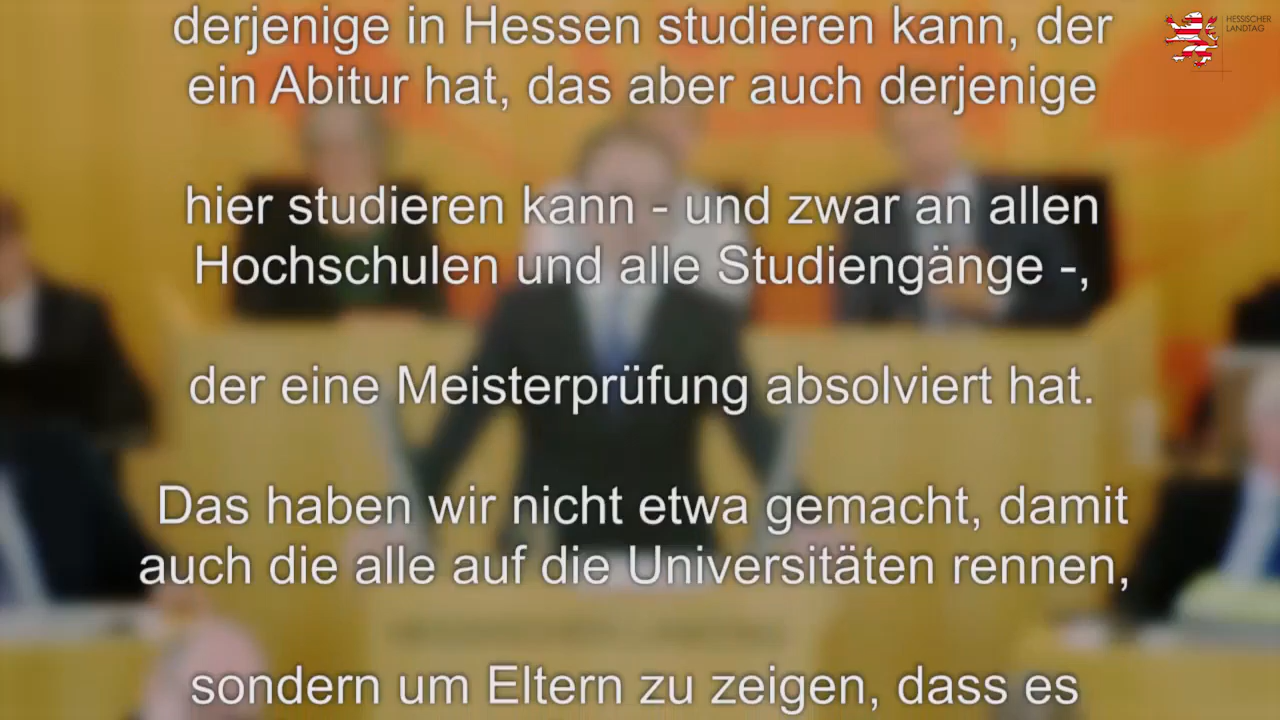 derjenige in Hessen studieren kann, der
ein Abitur hat, das aber auch derjenige
hier studieren kann - und zwar an allen
Hochschulen und alle Studiengänge -,
der eine Meisterprüfung absolviert hat.
Das haben wir nicht etwa gemacht, damit
auch die alle auf die Universitäten rennen,
sondern um Eltern zu zeigen, dass es
HESSISCHER
LANDTAG